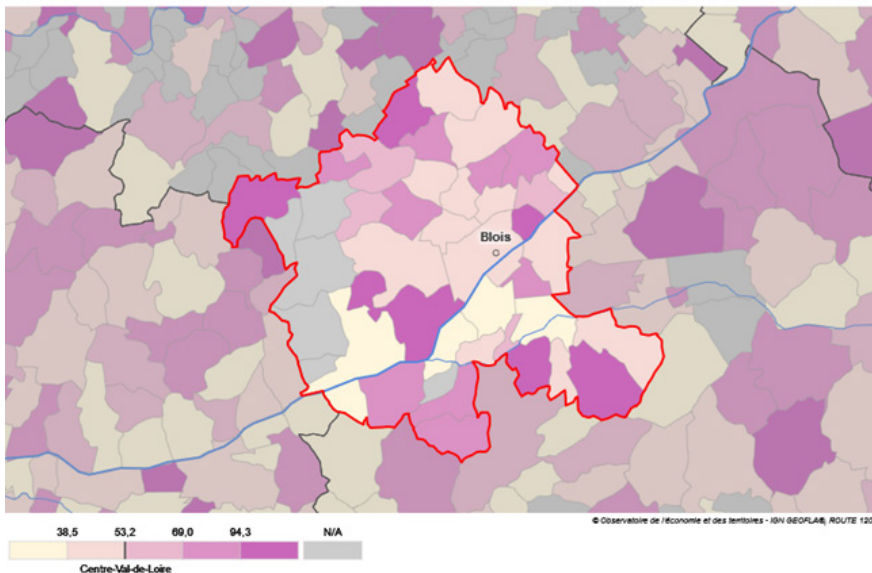 Blois
© Observatoire de l'économie et des territoires - IGN GEOFLA®, ROUTE 120
38,5 53,2 69,0 94,3 N/A
Centre-Val-de-Loire